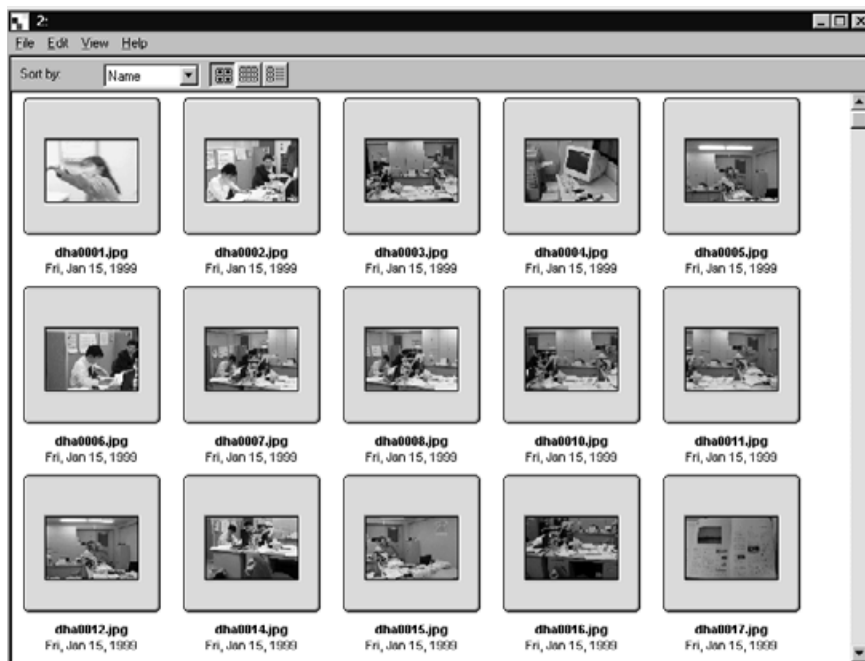 2:
File Edit View Help
Sort by: Name
dha0001.jpg dha0002.jpg dha0003.jpg dha0004.jpg dha0005.jpg
Fri, Jan 15, 1999 Fri, Jan 15, 1999 Fri, Jan 15, 1999 Fri, Jan 15, 1999 Fri, Jan 15, 1999
dha0006.jpg dha0007.jpg dha0008.jpg dha0010.jpg dha0011.jpg
Fri, Jan 15, 1999 Fri, Jan 15, 1999 Fri, Jan 15, 1999 Fri, Jan 15, 1999 Fri, Jan 15, 1999
dha0012.jpg dha0014.jpg dha0015.jpg dha0016.jpg dha0017.jpg
Fri, Jan 15, 1999 Fri, Jan 15, 1999 Fri, Jan 15, 1999 Fri, Jan 15, 1999 Fri, Jan 15, 1999